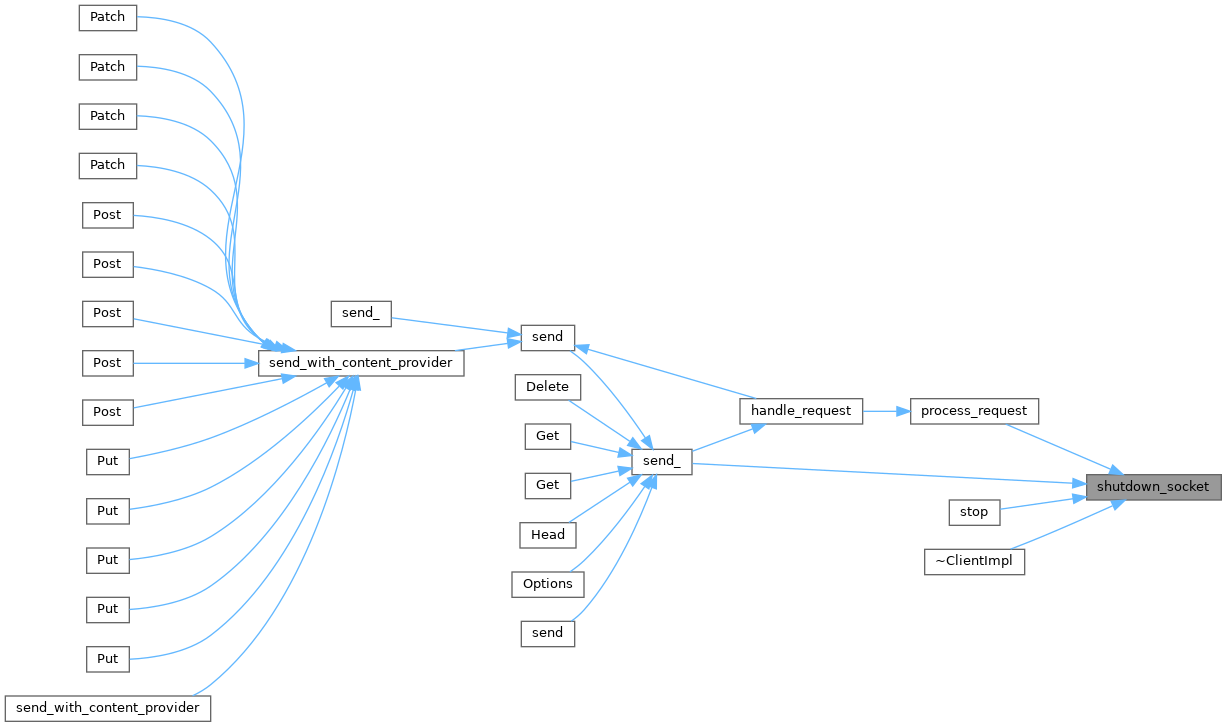 Patch
Patch
Patch
Patch
Post
Post
Post
Post
Post
Put
Put
Put
Put
Put
send_with_content_provider
send_with_content_provider
send_
send
Delete
Get
send_
Get
Head
Options
send
handle_request
process_request
shutdown_socket
stop
~ClientImpl